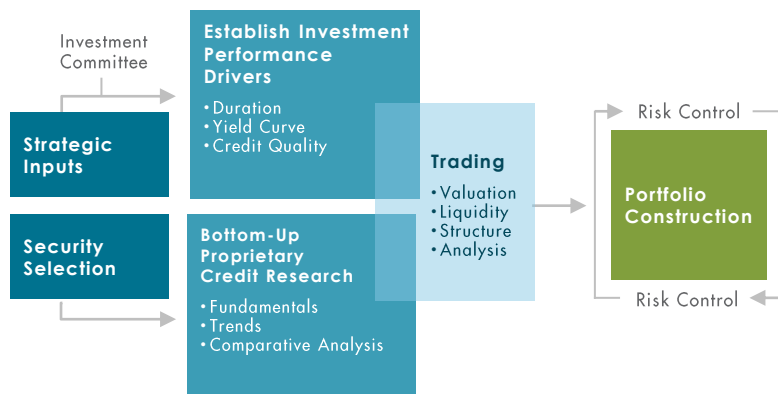 Investment
Committee
Strategic
Inputs
Security
Selection
Establish Investment
Performance
Drivers
• Duration
• Yield Curve
• Credit Quality
Bottom-Up
Proprietary
Credit Research
• Fundamentals
• Trends
• Comparative Analysis
Trading
• Valuation
• Liquidity
• Structure
• Analysis
Risk Control
Portfolio
Construction
Risk Control